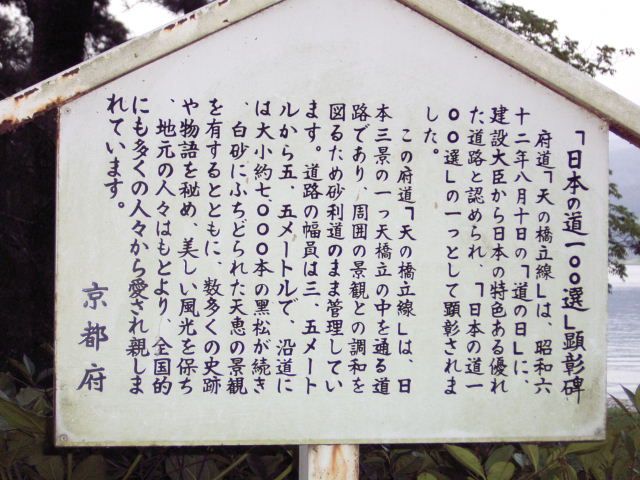 「日本の道一〇〇選」顕彰碑
府道「天の橋立線」は、昭和六
十二年八月十日の「道の日」に、
建設大臣から日本の特色ある優れ
た道路と認められ、「日本の道一
〇〇選」の一つとして顕彰されま
した。
この府道「天の橋立線」は、日
本三景の一つ天橋立の中を通る道
路であり、周囲の景観との調和を
図るため砂利道のまま管理してい
ます。道路の幅員は三、五メート
ルから五、五メートルで、沿道に
は大小約七、〇〇〇本の黒松が続き
、白砂にふちどられた天恵の景観
を有するとともに、数多くの史跡
や物語を秘め、美しい風光を保ち
、地元の人々はもとより、全国的
にも多くの人々から愛され親しま
れています。
京都府